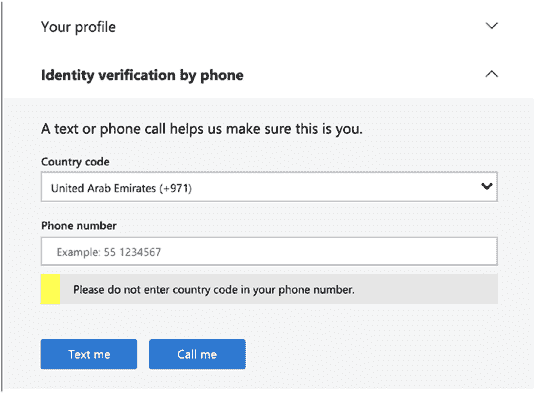 Your profile
Identity verification by phone
A text or phone call helps us make sure this is you.
Country code
United Arab Emirates (+971)
Phone number
Example: 55 1234567
Please do not enter country code in your phone number.
Text me
Call me